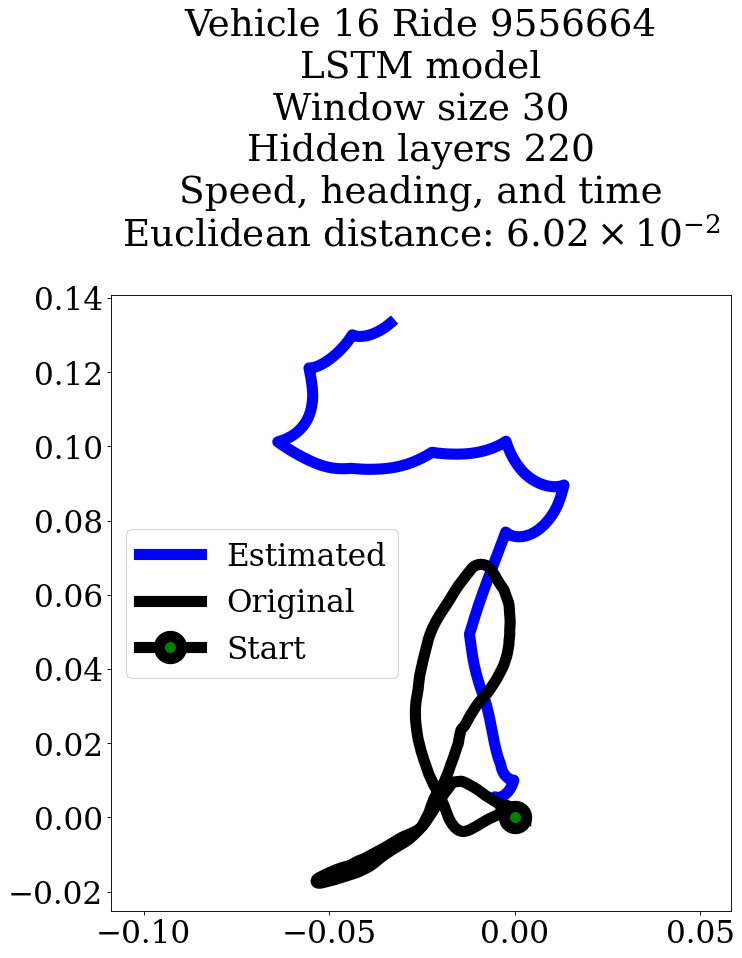 Vehicle 16 Ride 9556664
LSTM model
Window size 30
Hidden layers 220
Speed, heading, and time
Euclidean distance: 6.02 × 10⁻²
0.14
0.12
0.10
0.08
0.06
0.04
0.02
0.00
−0.02
Estimated
Original
Start
−0.10 −0.05 0.00 0.05